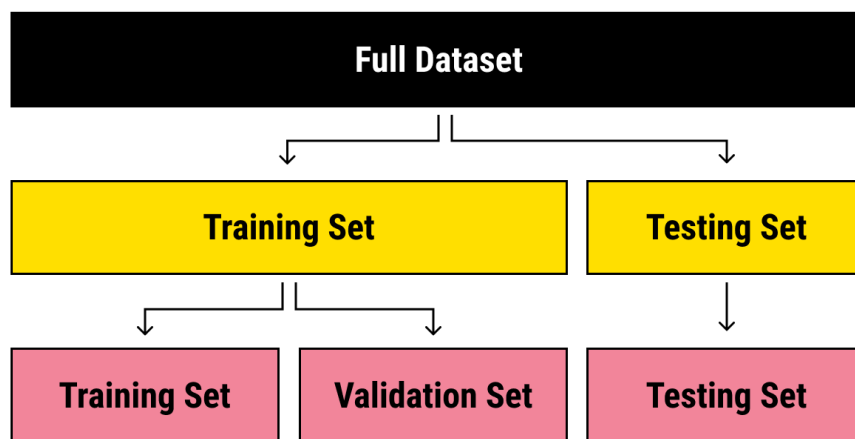 Full Dataset
Training Set
Testing Set
Training Set
Validation Set
Testing Set